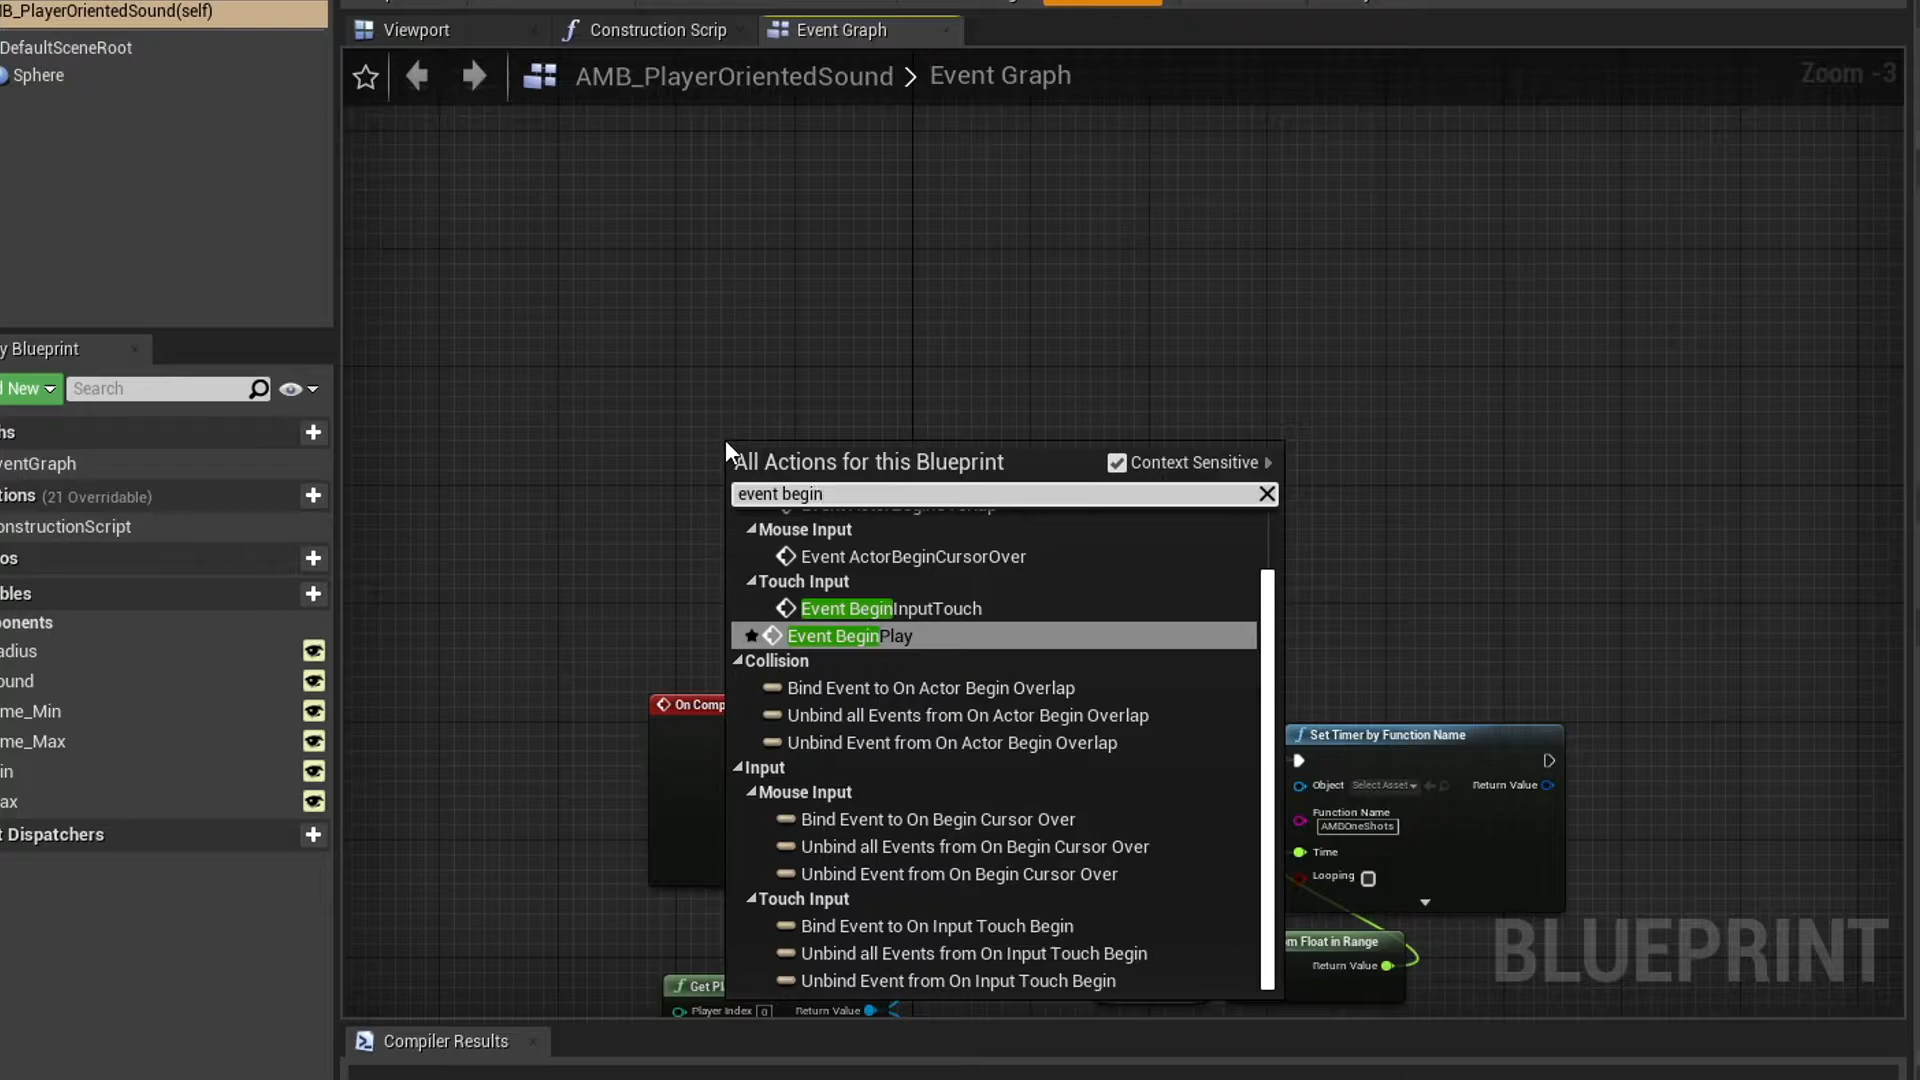 MB_PlayerOrientedSound(self)
DefaultSceneRoot
Sphere
Viewport
Construction Scrip
Event Graph
AMB_PlayerOrientedSound > Event Graph
Zoom -3
y Blueprint
d New
Search
hs
ventGraph
tions (21 Overridable)
onstructionScript
os
bles
ponents
adius
ound
me_Min
me_Max
in
ax
t Dispatchers
All Actions for this Blueprint
Context Sensitive
event begin
Mouse Input
Event ActorBeginCursorOver
Touch Input
Event BeginInputTouch
Event BeginPlay
Collision
Bind Event to On Actor Begin Overlap
Unbind all Events from On Actor Begin Overlap
Unbind Event from On Actor Begin Overlap
Input
Mouse Input
Bind Event to On Begin Cursor Over
Unbind all Events from On Begin Cursor Over
Unbind Event from On Begin Cursor Over
Touch Input
Bind Event to On Input Touch Begin
Unbind all Events from On Input Touch Begin
Unbind Event from On Input Touch Begin
On Comp
Set Timer by Function Name
Object Select Asset
Return Value
Function Name
AMBOneShots
Time
Looping
m Float in Range
Return Value
Get Pl
Player Index 0
Return Value
BLUEPRINT
Compiler Results